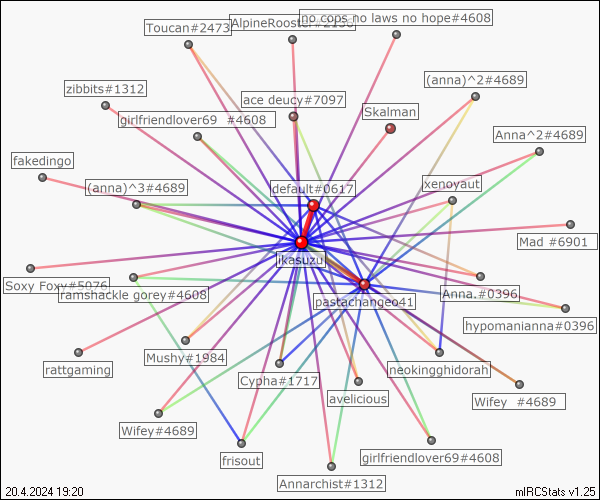 no cops no laws no hope#4608
AlpineRooster#2136
Toucan#2473
(anna)^2#4689
zibbits#1312
ace deucy#7097
Skalman
girlfriendlover69 #4608
Anna^2#4689
fakedingo
(anna)^3#4689
default#0617
xenoyaut
Mad #6901
ikasuzu
Soxy Foxy#5076
ramshackle gorey#4608
pastachangeo41
Anna.#0396
hypomanianna#0396
Mushy#1984
rattgaming
Cypha#1717
neokingghidorah
avelicious
Wifey #4689
Wifey#4689
frisout
girlfriendlover69#4608
Annarchist#1312
20.4.2024 19:20
mIRCStats v1.25